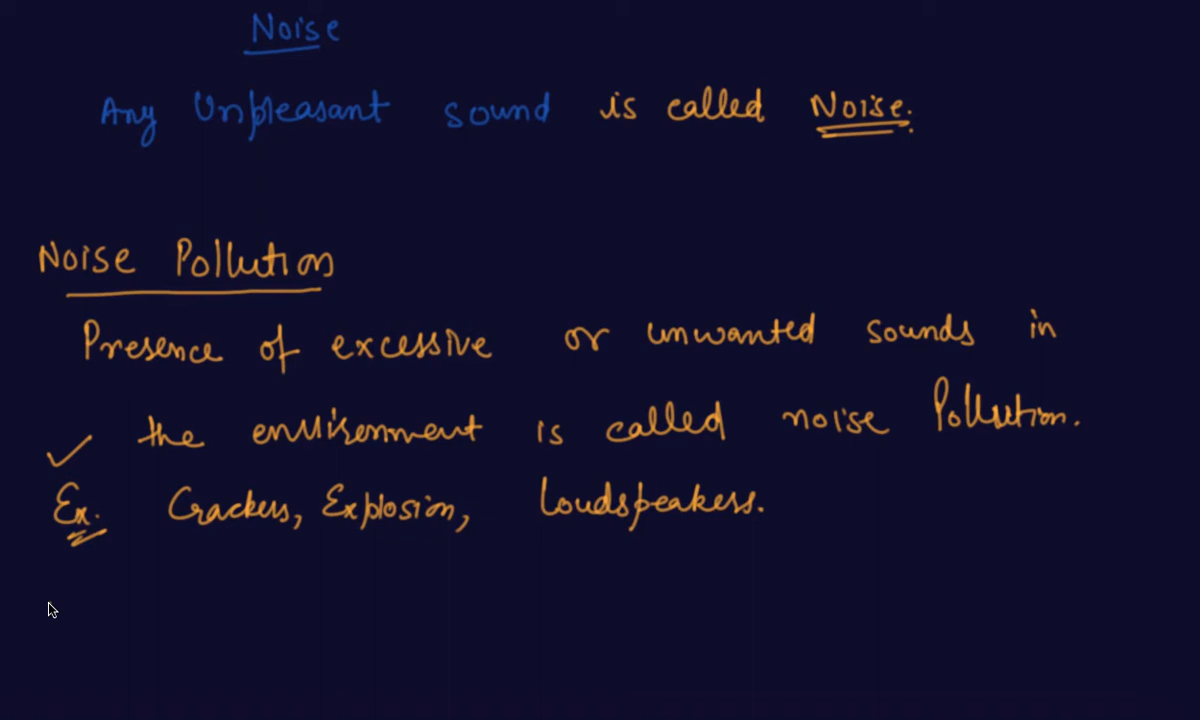 Noise
Any Unpleasant sound is called Noise.
Noise Pollution
Presence of excessive or unwanted sounds in
the environment is called noise Pollution.
Ex. Crackers, Explosion, Loudspeakers.